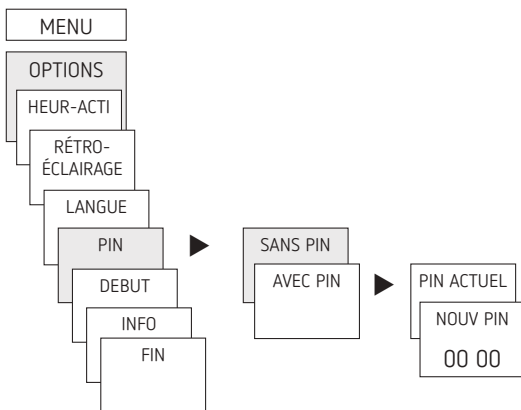 MENU
OPTIONS
HEUR-ACTI
RÉTRO-
ÉCLAIRAGE
LANGUE
PIN
DEBUT
INFO
FIN
SANS PIN
AVEC PIN
PIN ACTUEL
NOUV PIN
00 00